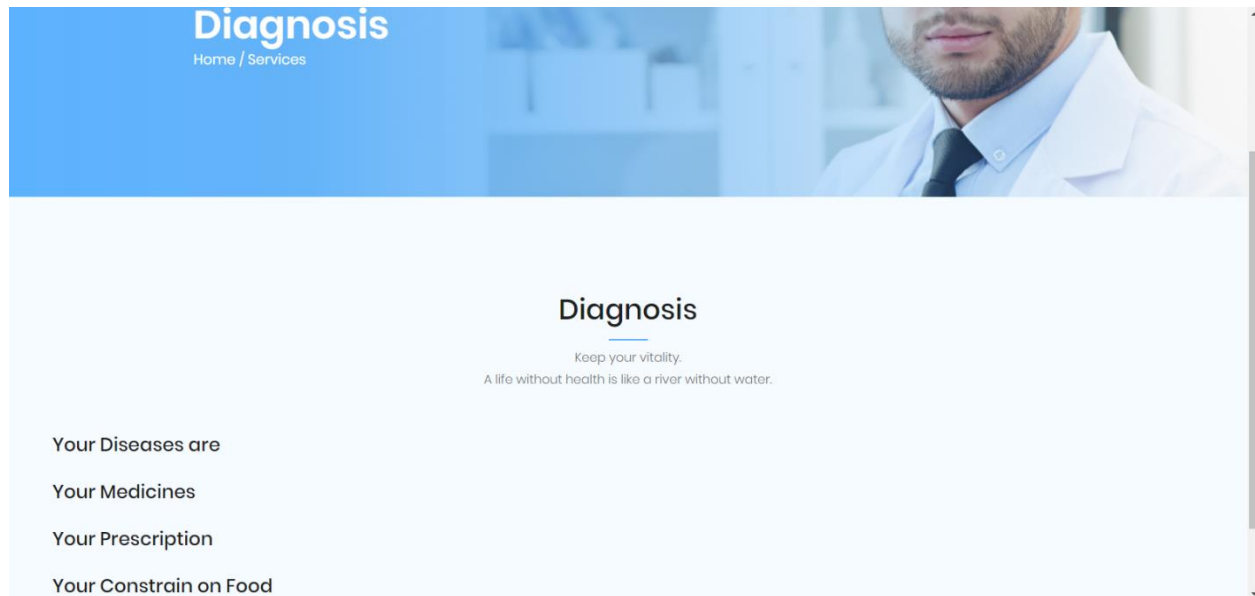 Diagnosis
Home / Services
Diagnosis
Keep your vitality.
A life without health is like a river without water.
Your Diseases are
Your Medicines
Your Prescription
Your Constrain on Food